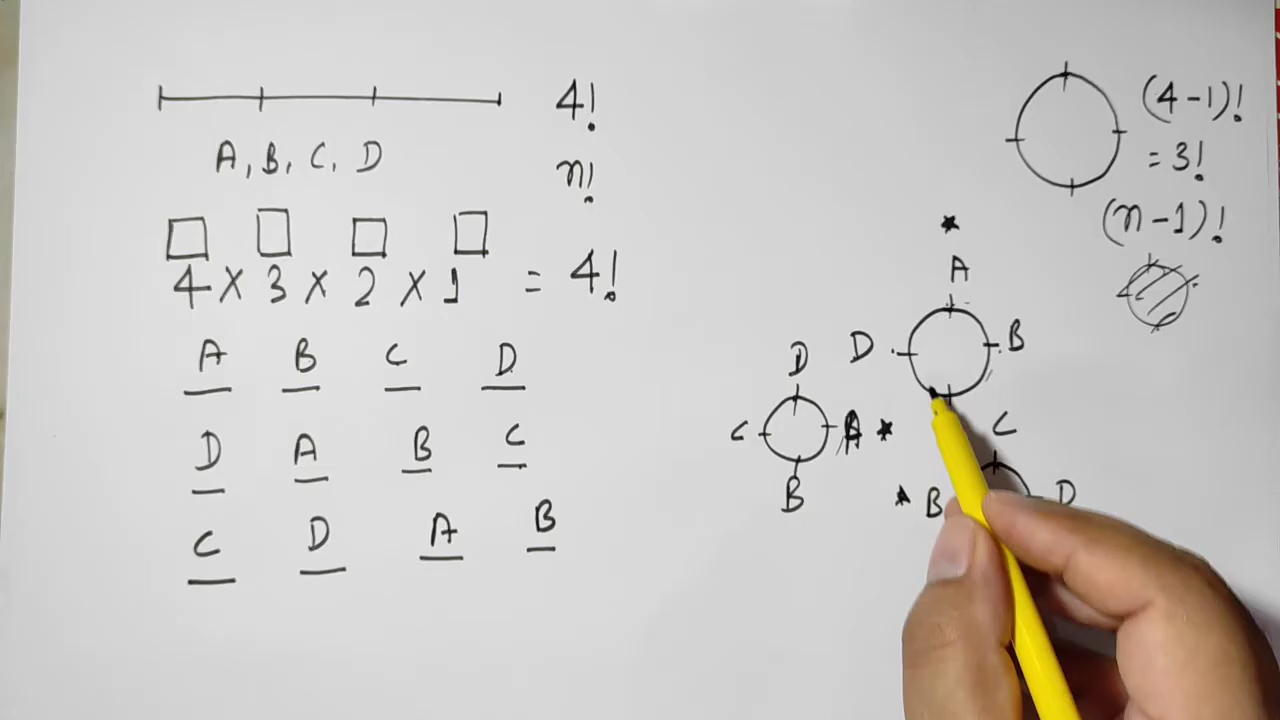 4!
A, B, C, D
n!
4 × 3 × 2 × 1 = 4!
A B C D
D A B C
C D A B
(4-1)!
= 3!
(n-1)!
A
D B
C
D
C A
B
C
B D